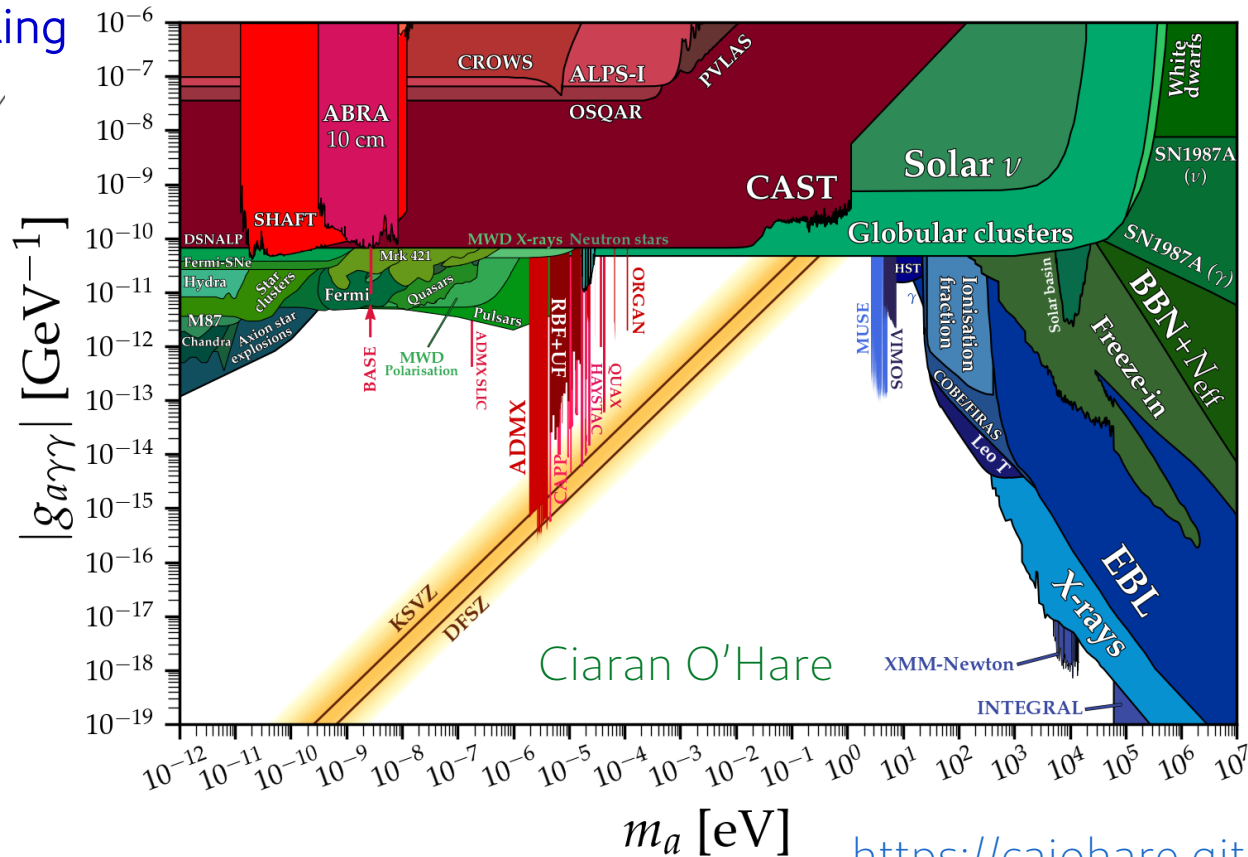 ing
10⁻⁶
10⁻⁷
10⁻⁸
10⁻⁹
10⁻¹⁰
10⁻¹¹
10⁻¹²
10⁻¹³
10⁻¹⁴
10⁻¹⁵
10⁻¹⁶
10⁻¹⁷
10⁻¹⁸
10⁻¹⁹
|gₐᵧᵧ| [GeV⁻¹]
CROWS
ALPS-I
PVLAS
OSQAR
ABRA
10 cm
SHAFT
CAST
Solar ν
Globular clusters
White
dwarfs
SN1987A
(ν)
SN1987A (γ)
DSNALP
Fermi-SNe
Hydra
M87
Chandra
Star
clusters
Axion star
explosions
Mrk 421
Fermi
Quasars
Pulsars
MWD X-rays
Neutron stars
MWD
Polarisation
BASE
ADMX SLIC
ADMX
RBF+UF
CAPP
HAYSTAC
QUAX
ORGAN
KSVZ
DFSZ
MUSE
VIMOS
HST
γ
Ionisation
fraction
COBE/FIRAS
Leo T
Solar basin
Freeze-in
BBN+Neff
EBL
X-rays
XMM-Newton
INTEGRAL
Ciaran O'Hare
10⁻¹²
10⁻¹¹
10⁻¹⁰
10⁻⁹
10⁻⁸
10⁻⁷
10⁻⁶
10⁻⁵
10⁻⁴
10⁻³
10⁻²
10⁻¹
10⁰
10¹
10²
10³
10⁴
10⁵
10⁶
10⁷
mₐ [eV]